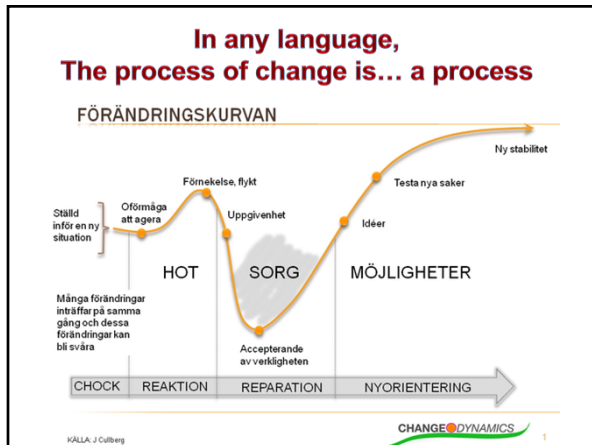 In any language,
The process of change is... a process
FÖRÄNDRINGSKURVAN
Ny stabilitet
Testa nya saker
Förnekelse, flykt
Oförmåga
att agera
Ställd
inför en ny
situation
Uppgivenhet
Idéer
HOT
SORG
MÖJLIGHETER
Många förändringar
inträffar på samma
gång och dessa
förändringar kan
bli svåra
Accepterande
av verkligheten
CHOCK
REAKTION
REPARATION
NYORIENTERING
KÄLLA: J Cullberg
CHANGE DYNAMICS
1